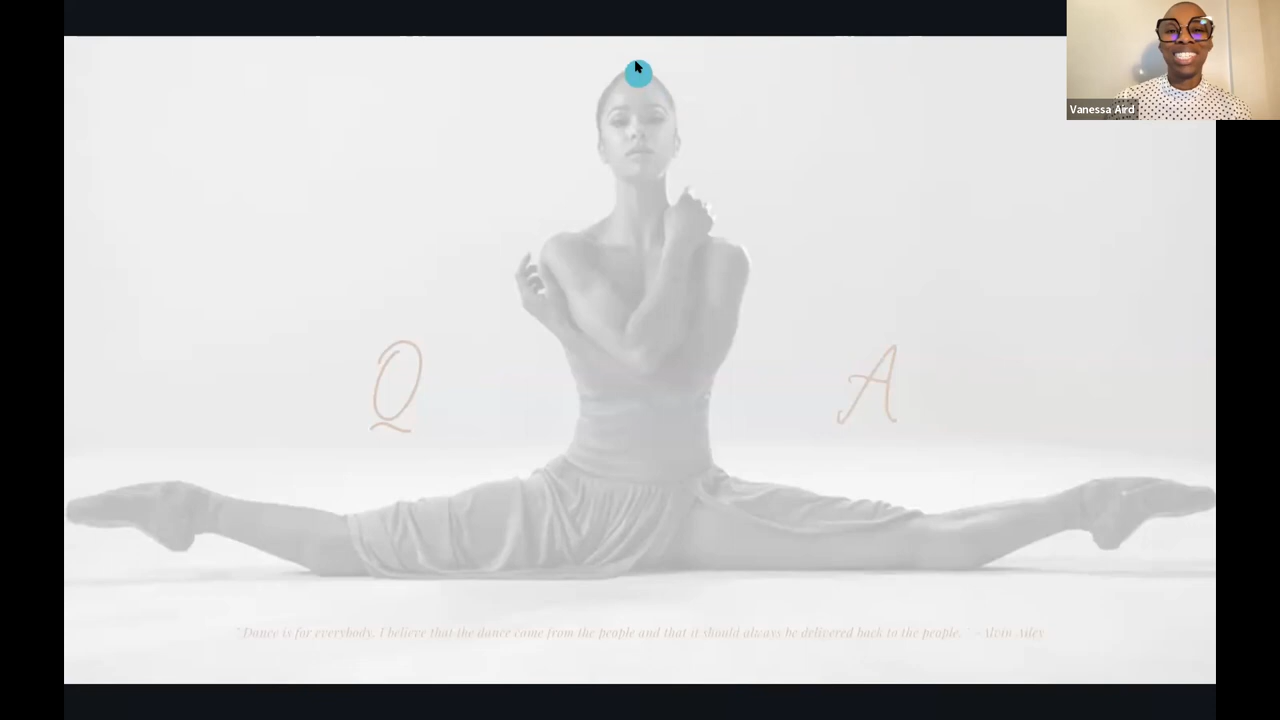 Vanessa Aird
Q A
"Dance is for everybody. I believe that the dance came from the people and that it should always be delivered back to the people." - Alvin Ailey